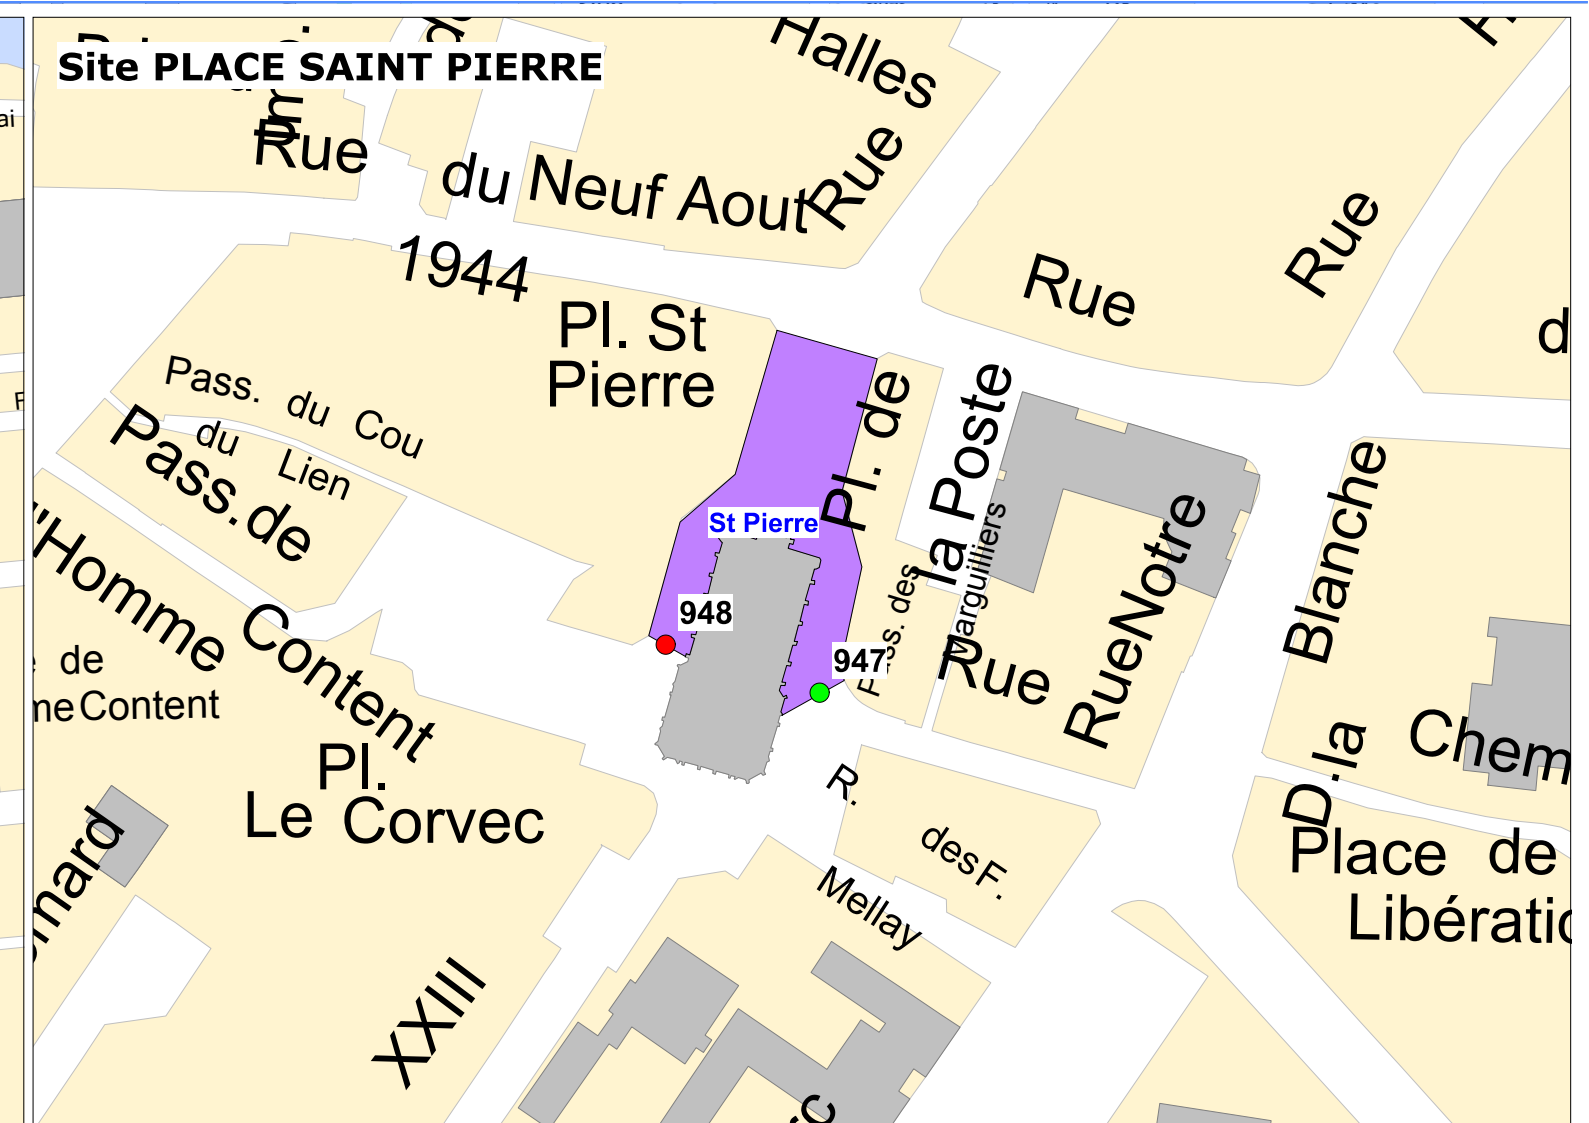 Site PLACE SAINT PIERRE
Halles
Rue
Rue
du Neuf Aout
1944
Rue
Rue
Pl. St
Pierre
Pass. du Cou
du Lien
Pass.de
l'Homme
Content
de
Content
Pl. de
la Poste
St Pierre
948
947
Pass. des
Marguilliers
Rue
RueNotre
Blanche
D.la
Chem
Pl.
Le Corvec
R.
des F.
Mellay
Place de
Libératio
XXIII